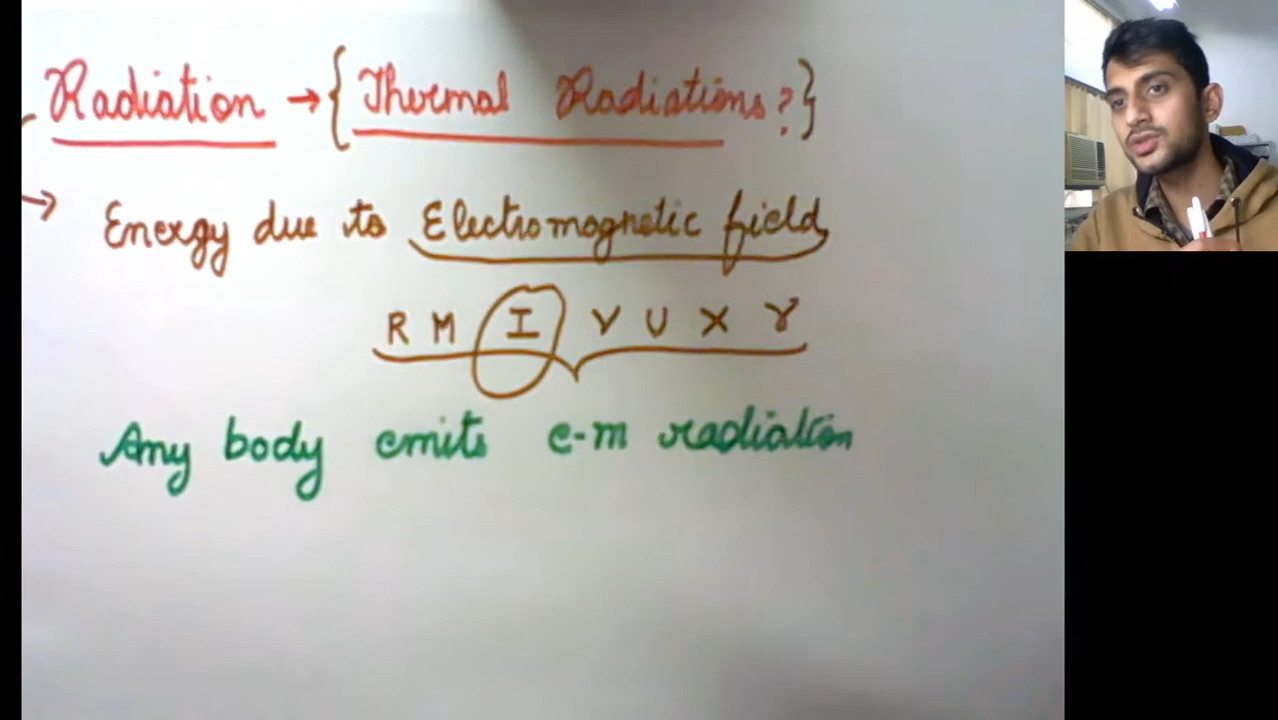 Radiation → { Thermal Radiations? }
→ Energy due to Electromagnetic field
R M I V U X γ
Any body emits e-m radiation